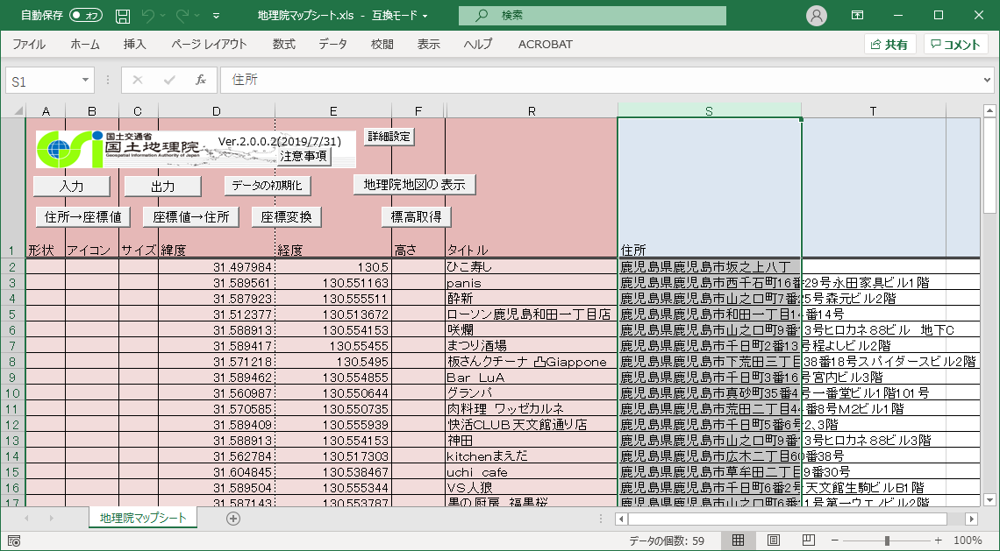 自動保存 オフ 地理院マップシート.xls - 互換モード 検索
ファイル ホーム 挿入 ページ レイアウト 数式 データ 校閲 表示 ヘルプ ACROBAT 共有 コメント
S1 fx 住所
A B C D E F R S T
国土交通省
国土地理院
Geospatial Information Authority of Japan
Ver.2.0.0.2(2019/7/31)
注意事項
詳細設定
入力 出力 データの初期化 地理院地図の表示
住所→座標値 座標値→住所 座標変換 標高取得
1 形状 アイコン サイズ 緯度 経度 高さ タイトル 住所
2 31.497984 130.5 ひこ寿し 鹿児島県鹿児島市坂之上八丁
3 31.589561 130.551163 panis 鹿児島県鹿児島市西千石町16番29号永田家具ビル1階
4 31.587923 130.555511 酔新 鹿児島県鹿児島市山之口町7番25号森元ビル2階
5 31.512377 130.513672 ローソン鹿児島和田一丁目店 鹿児島県鹿児島市和田一丁目14番14号
6 31.588913 130.554153 咲爛 鹿児島県鹿児島市山之口町9番13号ヒロカネ88ビル 地下C
7 31.589417 130.55455 まつり酒場 鹿児島県鹿児島市千日町2番13号程よしビル2階
8 31.571218 130.5495 板さんクチーナ 凸Giappone 鹿児島県鹿児島市下荒田三丁目38番18号スパイダースビル2階
9 31.589462 130.554855 Bar LuA 鹿児島県鹿児島市千日町3番16号宮内ビル3階
10 31.560987 130.550644 グランパ 鹿児島県鹿児島市真砂町35番4号一番堂ビル1階101号
11 31.570585 130.550735 肉料理 ワッゼカルネ 鹿児島県鹿児島市荒田二丁目44番8号M2ビル1階
12 31.589409 130.555939 快活CLUB天文館通り店 鹿児島県鹿児島市千日町5番6号2、3階
13 31.588913 130.554153 神田 鹿児島県鹿児島市山之口町9番13号ヒロカネ88ビル3階
14 31.562784 130.517303 kitchenまえだ 鹿児島県鹿児島市広木二丁目60番38号
15 31.604845 130.538467 uchi cafe 鹿児島県鹿児島市草牟田二丁目9番30号
16 31.589504 130.555344 VS人狼 鹿児島県鹿児島市千日町6番2号天文館生駒ビルB1階
17 31.587143 130.553787 黒の厨房 福黒桜
地理院マップシート
データの個数: 59 100%